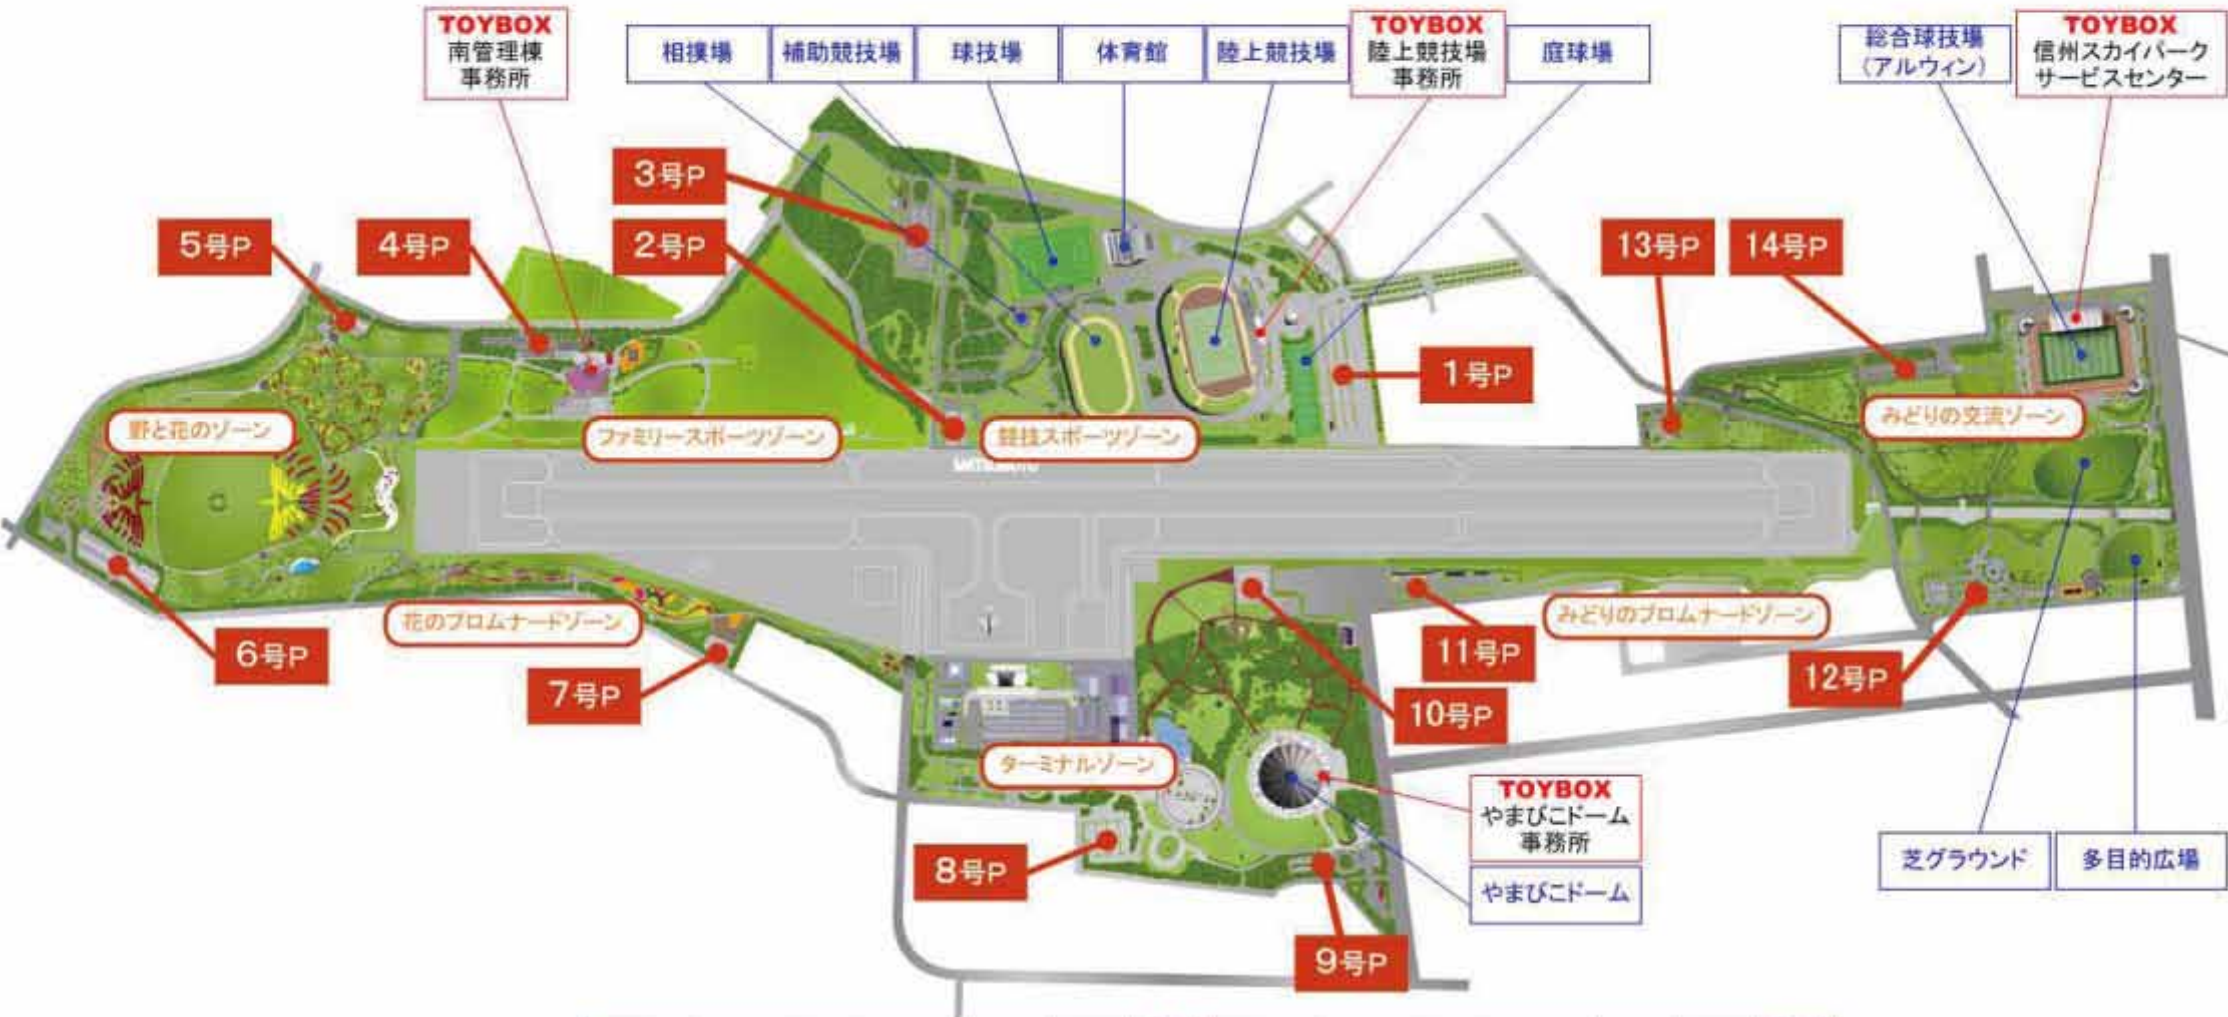 TOYBOX
南管理棟
事務所
相撲場
補助競技場
球技場
体育館
陸上競技場
TOYBOX
陸上競技場
事務所
庭球場
総合球技場
(アルウィン)
TOYBOX
信州スカイパーク
サービスセンター
3号P
5号P
4号P
2号P
13号P
14号P
1号P
野と花のゾーン
ファミリースポーツゾーン
競技スポーツゾーン
みどりの交流ゾーン
花のプロムナードゾーン
みどりのプロムナードゾーン
6号P
7号P
11号P
10号P
12号P
ターミナルゾーン
TOYBOX
やまびこドーム
事務所
やまびこドーム
芝グラウンド
多目的広場
8号P
9号P